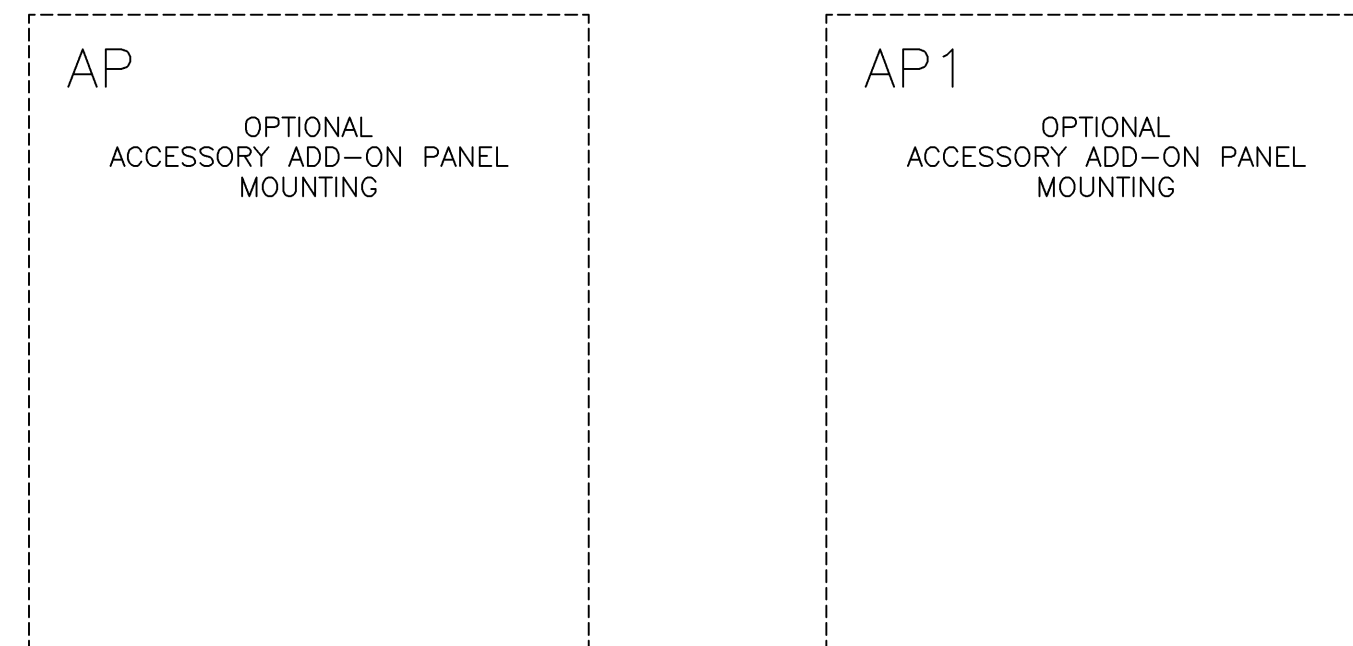 AP
OPTIONAL
ACCESSORY ADD-ON PANEL
MOUNTING
AP1
OPTIONAL
ACCESSORY ADD-ON PANEL
MOUNTING